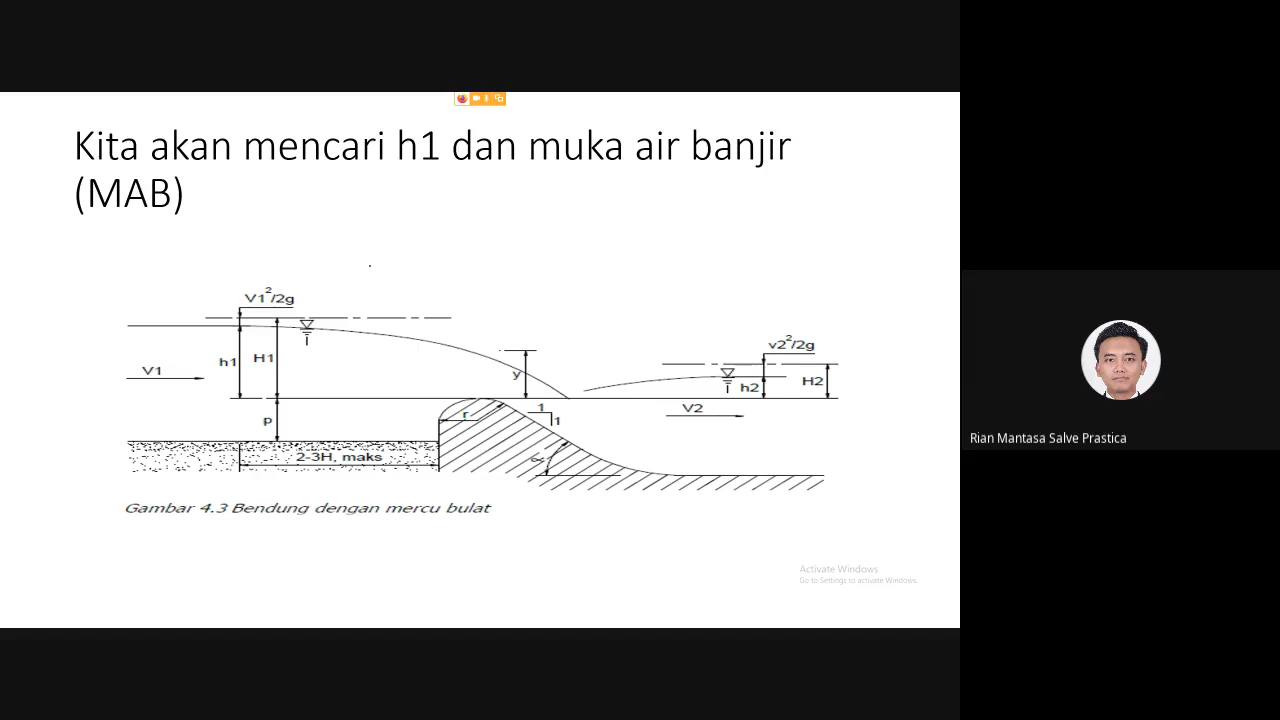 Kita akan mencari h1 dan muka air banjir
(MAB)
V1²/2g
h1
H1
V1
p
2-3H, maks
r
y
1
1
v2²/2g
h2
H2
V2
Gambar 4.3 Bendung dengan mercu bulat
Activate Windows
Go to Settings to activate Windows.
Rian Mantasa Salve Prastica